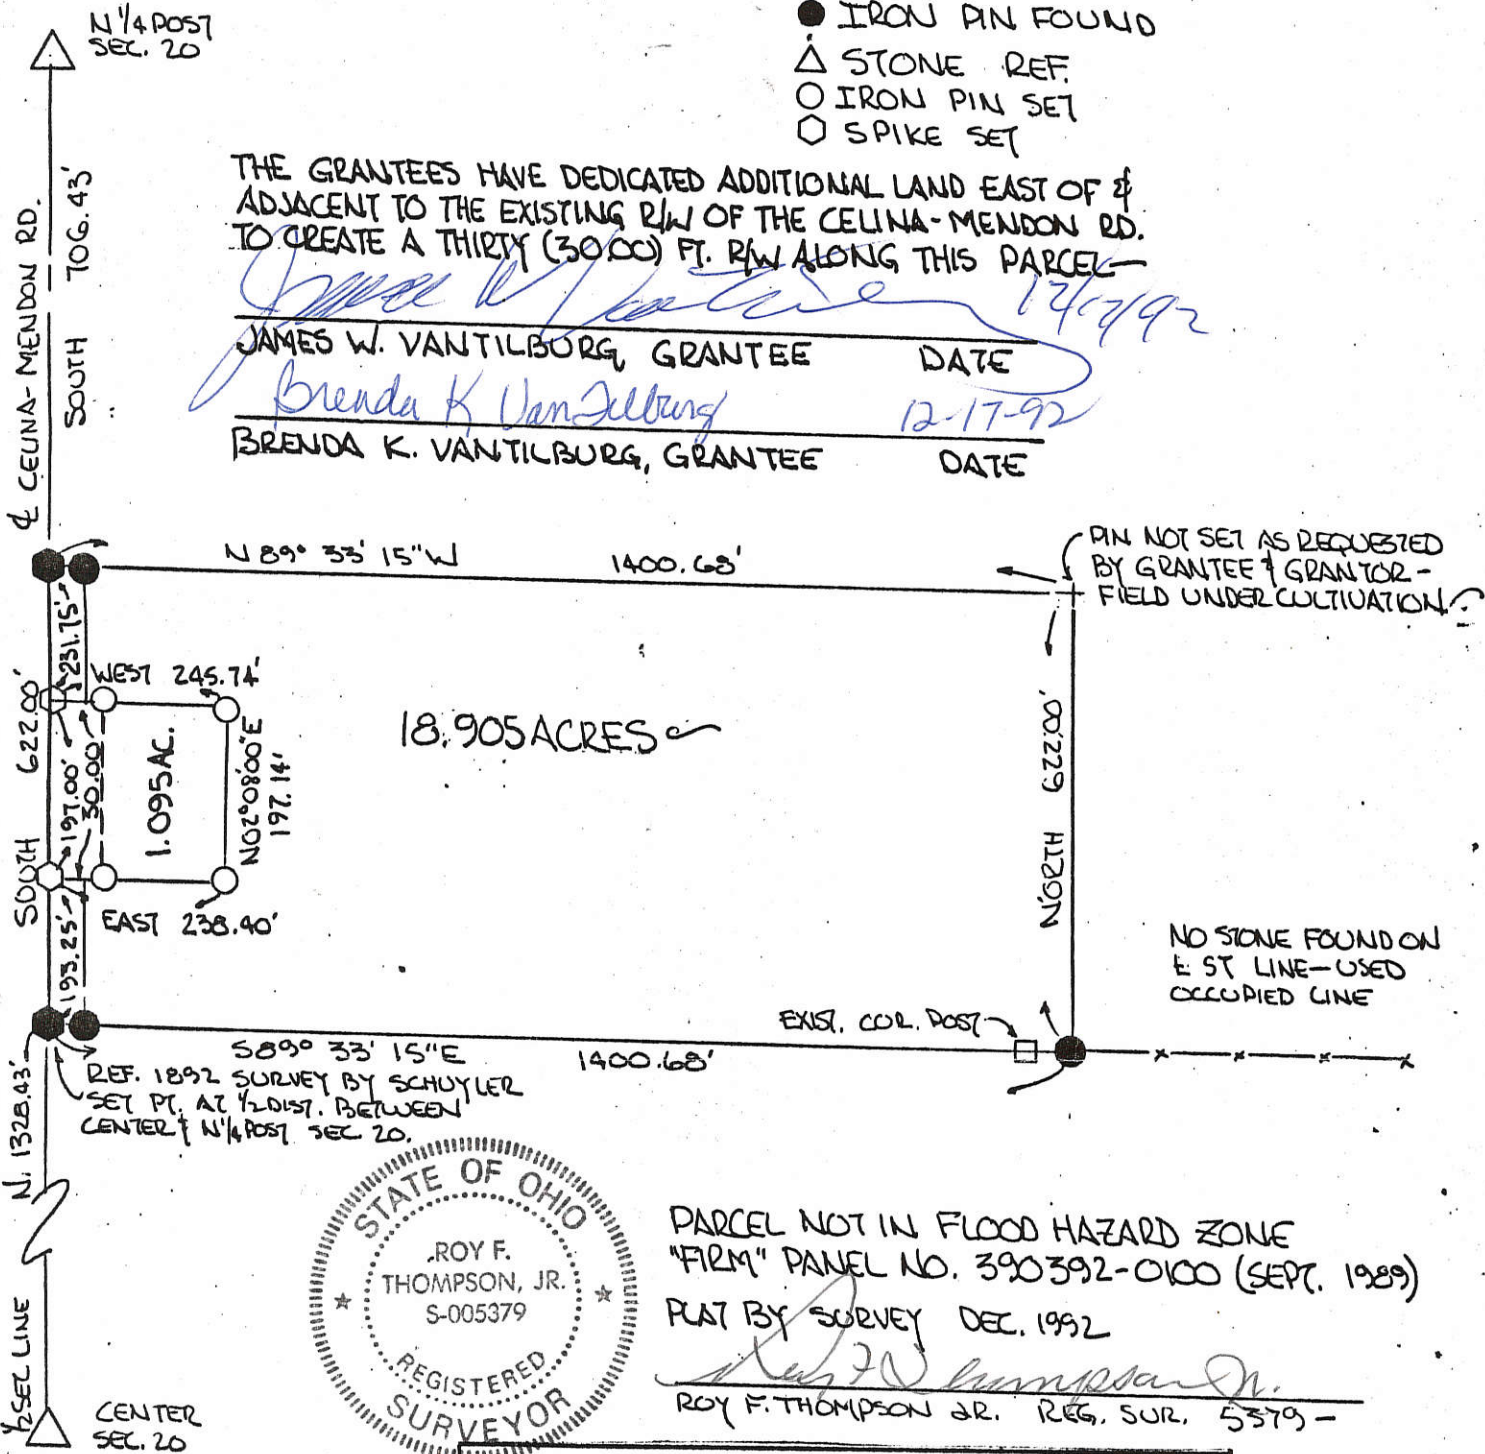 N 1/4 POST
SEC. 20
IRON PIN FOUND
STONE REF.
IRON PIN SET
SPIKE SET
THE GRANTEES HAVE DEDICATED ADDITIONAL LAND EAST OF &
ADJACENT TO THE EXISTING R/W OF THE CELINA-MENDON RD.
TO CREATE A THIRTY (30.00) FT. R/W ALONG THIS PARCEL—
12/17/92
JAMES W. VANTILBURG, GRANTEE DATE
Brenda K VanTilburg 12-17-92
BRENDA K. VANTILBURG, GRANTEE DATE
℄ CELINA-MENDON RD.
SOUTH 706.43'
N 89° 33' 15" W 1400.68'
PIN NOT SET AS REQUESTED
BY GRANTEE & GRANTOR-
FIELD UNDER CULTIVATION
231.75'
WEST 245.74'
SOUTH 622.00'
197.00'
30.00'
1.095 AC.
N02°08'00"E
197.14'
18.905 ACRES
NORTH 622.00'
193.25'
EAST 238.40'
NO STONE FOUND ON
E. ST LINE—USED
OCCUPIED LINE
EXIST. COR. POST
S89° 33' 15"E 1400.68'
REF. 1892 SURVEY BY SCHUYLER
SET PT. AT 1/2 DIST. BETWEEN
CENTER & N 1/4 POST SEC 20.
N. 1328.43'
1/2 SEC LINE
STATE OF OHIO
ROY F.
THOMPSON, JR.
S-005379
REGISTERED
SURVEYOR
PARCEL NOT IN FLOOD HAZARD ZONE
"FIRM" PANEL NO. 390392-0100 (SEPT. 1989)
PLAT BY SURVEY DEC. 1992
Roy F Thompson Jr.
ROY F. THOMPSON JR. REG. SUR. 5379-
CENTER
SEC. 20